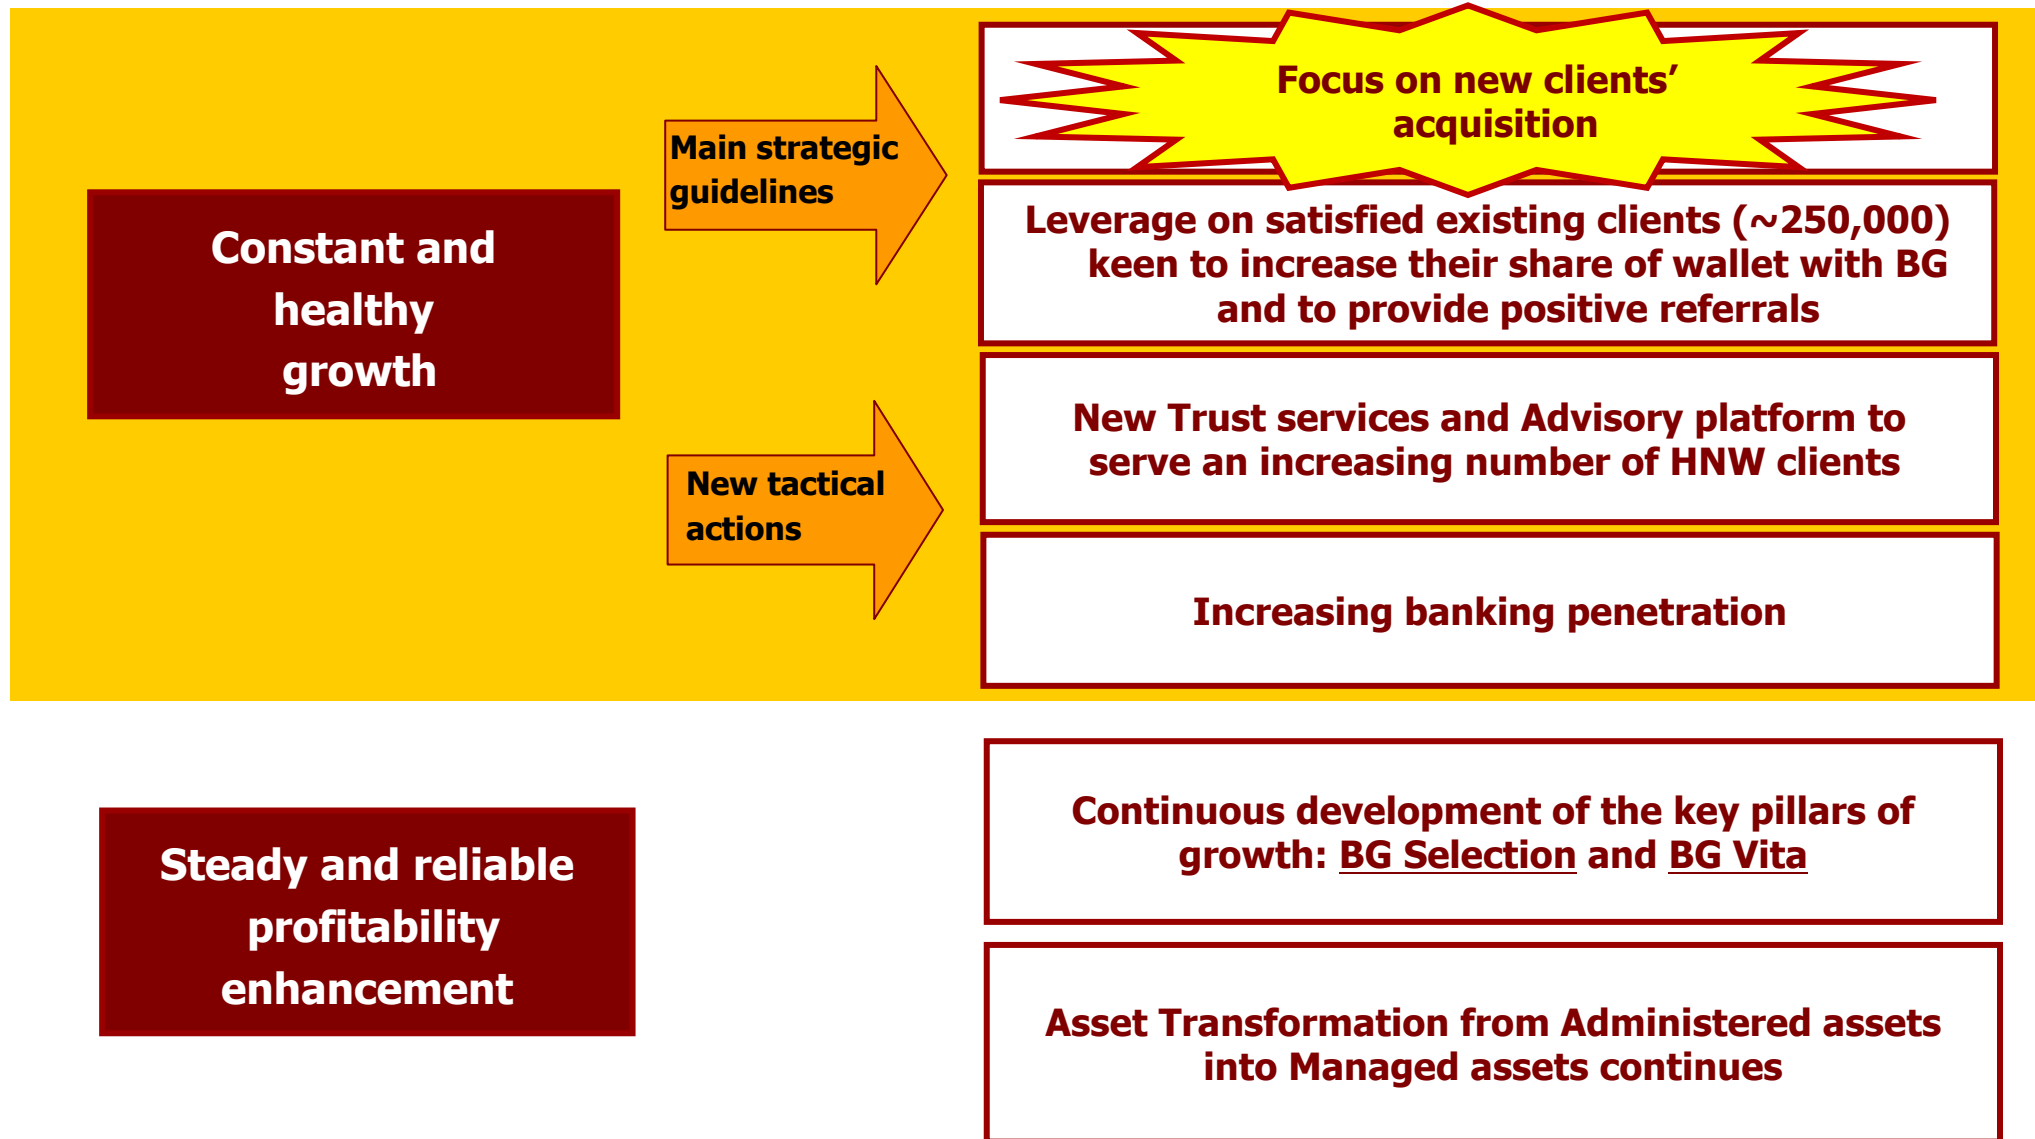 Focus on new clients’
acquisition
Main strategic
guidelines
Constant and
healthy
growth
Leverage on satisfied existing clients (~250,000)
keen to increase their share of wallet with BG
and to provide positive referrals
New Trust services and Advisory platform to
serve an increasing number of HNW clients
New tactical
actions
Increasing banking penetration
Continuous development of the key pillars of
growth: BG Selection and BG Vita
Steady and reliable
profitability
enhancement
Asset Transformation from Administered assets
into Managed assets continues